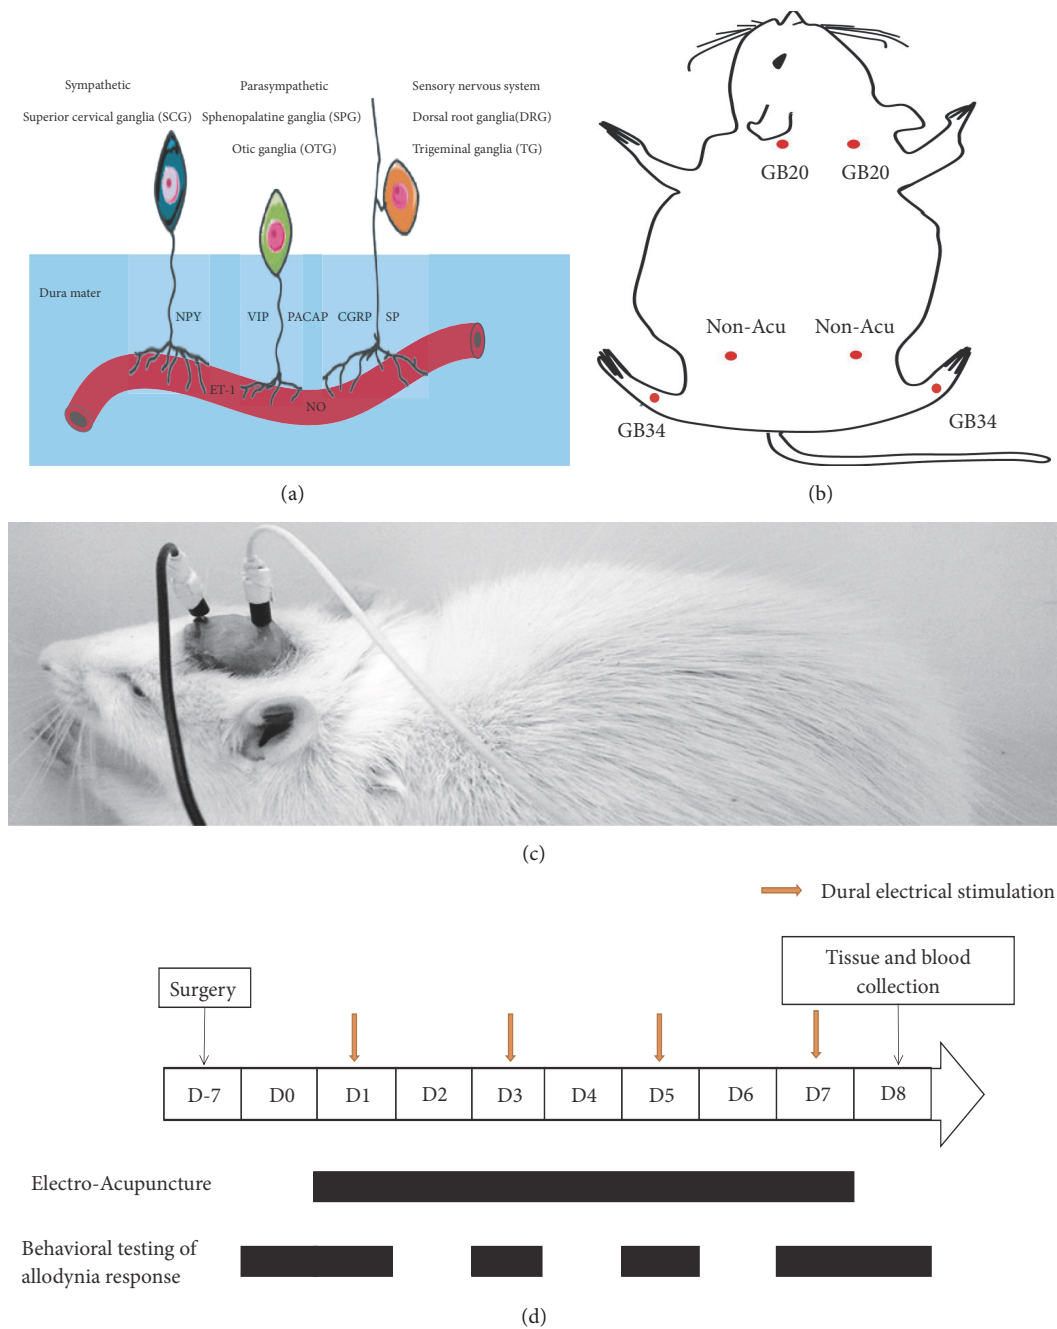 Sympathetic
Superior cervical ganglia (SCG)
Parasympathetic
Sphenopalatine ganglia (SPG)
Otic ganglia (OTG)
Sensory nervous system
Dorsal root ganglia(DRG)
Trigeminal ganglia (TG)
Dura mater
NPY
VIP
PACAP
CGRP
SP
ET-1
NO
(a)
GB20
GB20
Non-Acu
Non-Acu
GB34
GB34
(b)
(c)
Dural electrical stimulation
Surgery
Tissue and blood
collection
D-7 D0 D1 D2 D3 D4 D5 D6 D7 D8
Electro-Acupuncture
Behavioral testing of
allodynia response
(d)